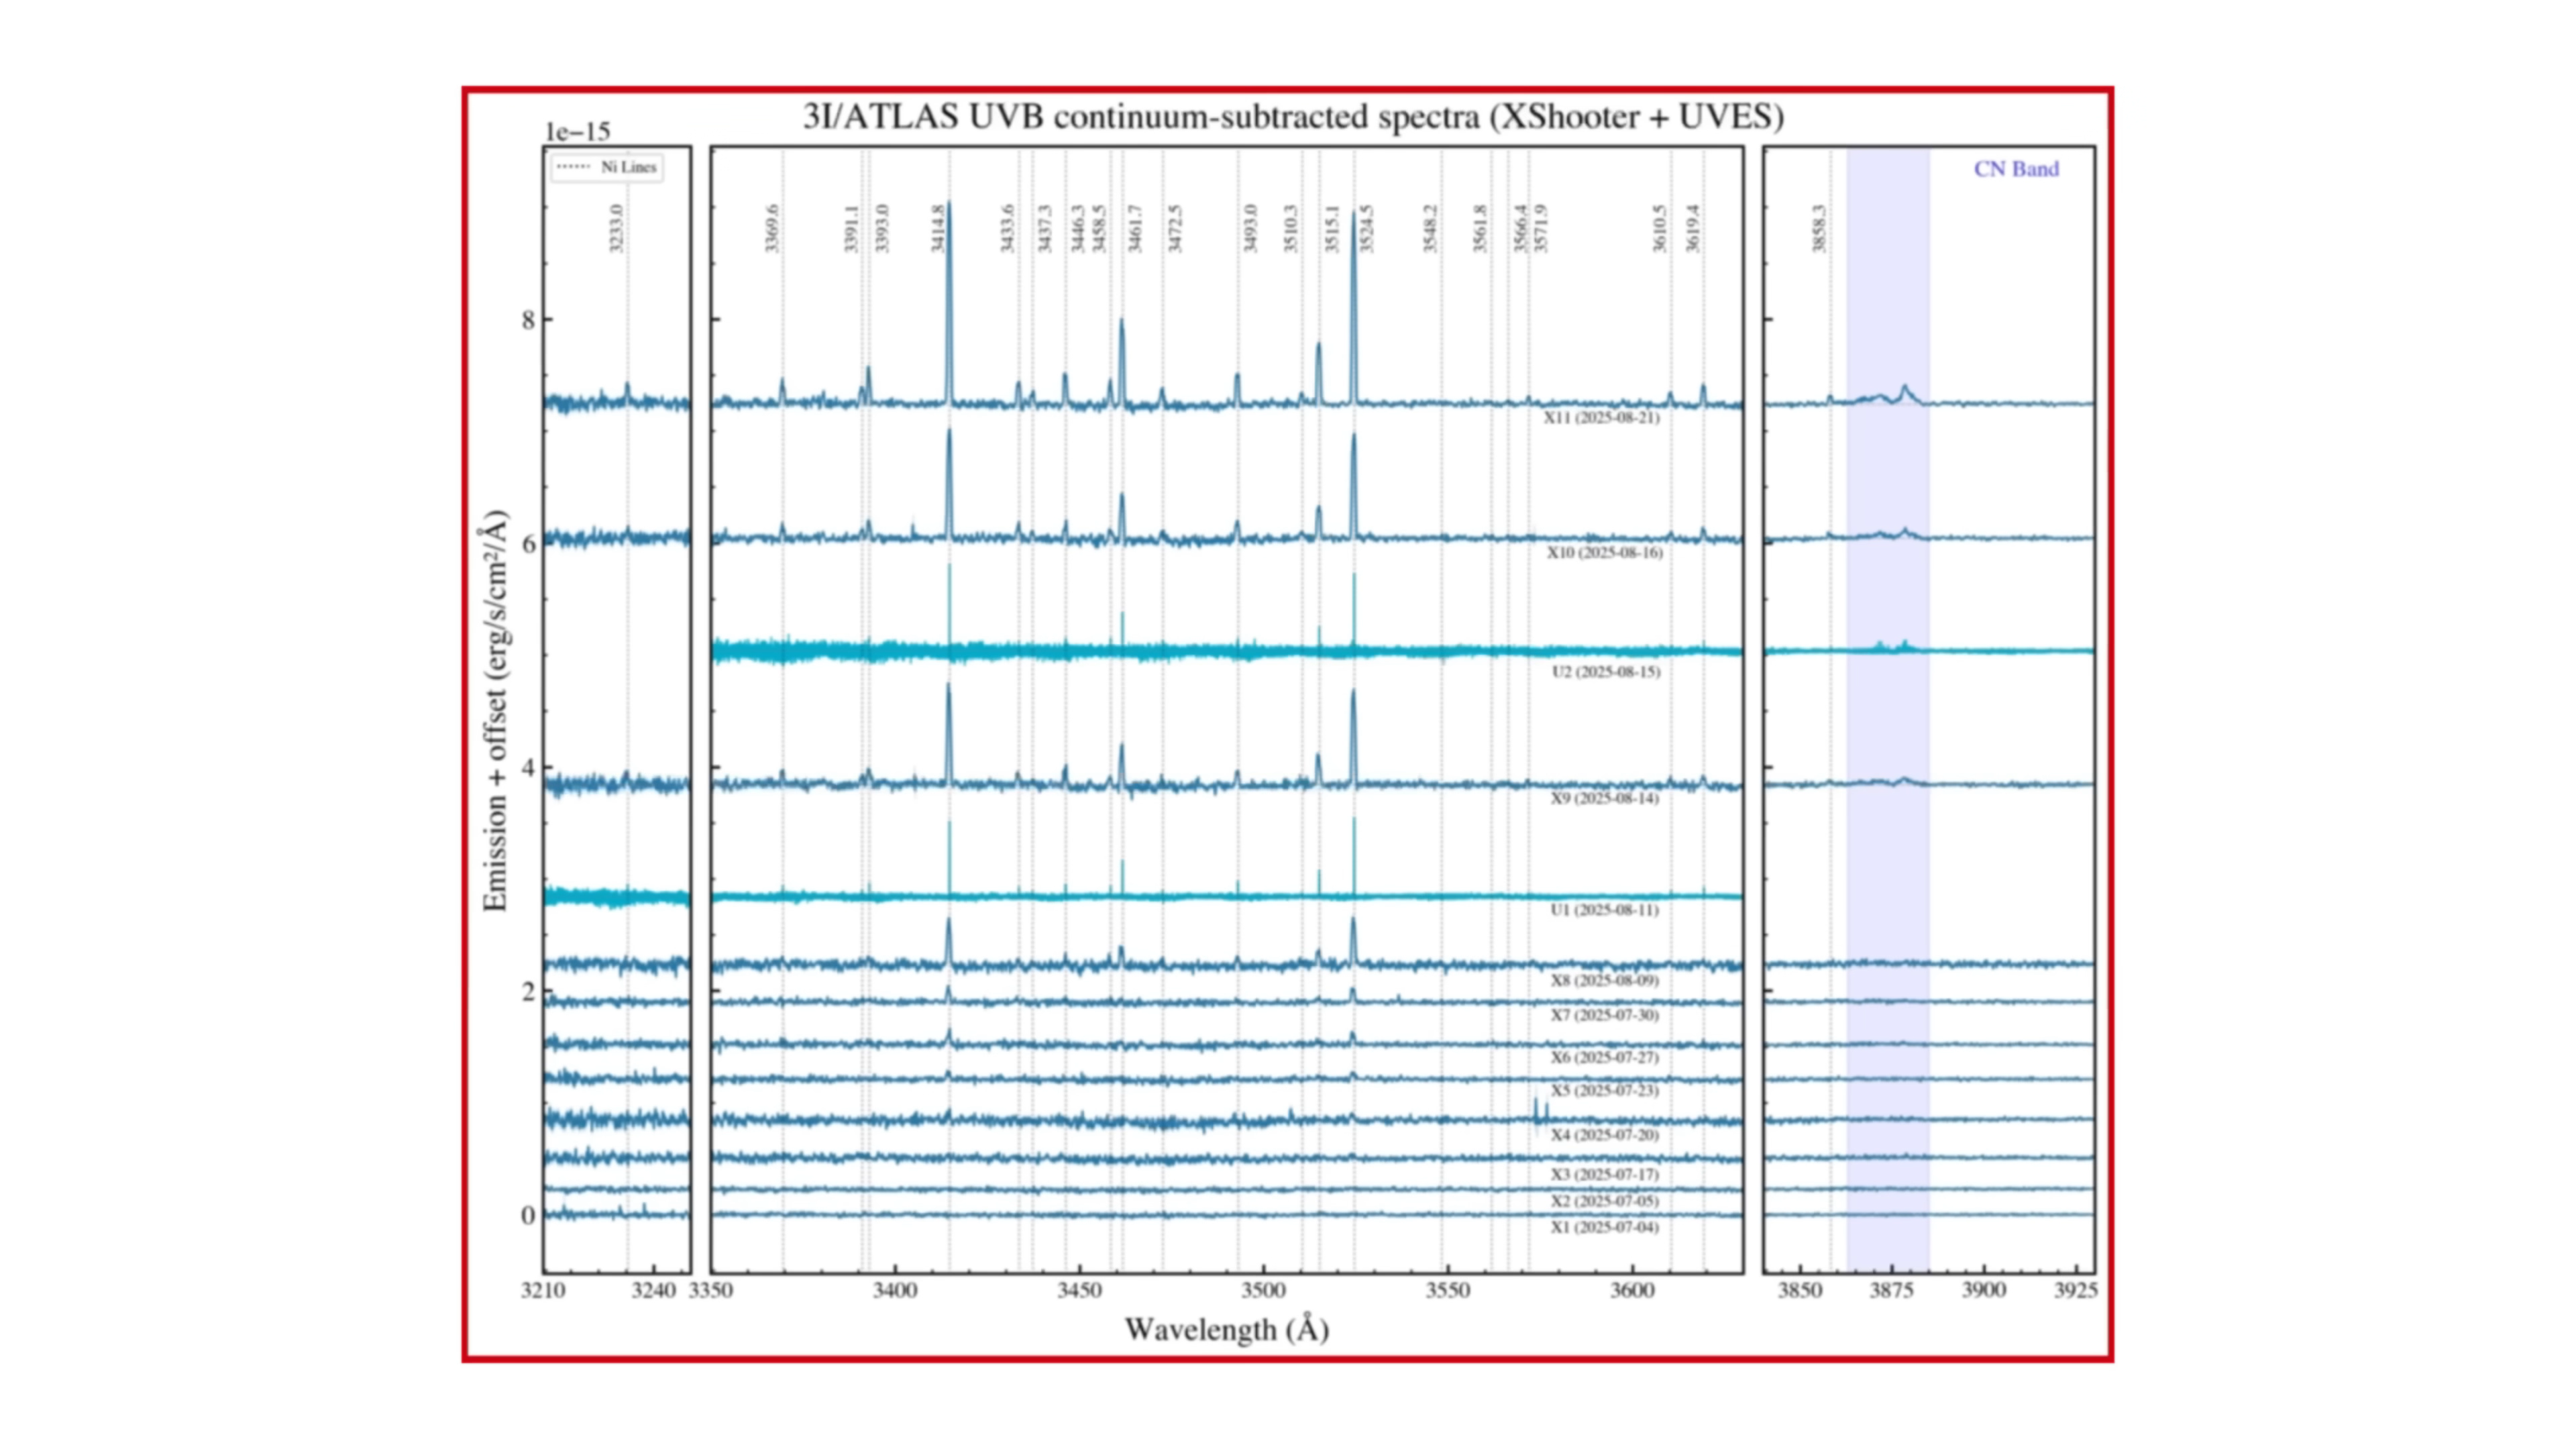 3I/ATLAS UVB continuum-subtracted spectra (XShooter + UVES)
1e−15
Ni Lines
CN Band
3233.0
3369.6
3391.1
3393.0
3414.8
3433.6
3437.3
3446.3
3458.5
3461.7
3472.5
3493.0
3510.3
3515.1
3524.5
3548.2
3561.8
3566.4
3571.9
3610.5
3619.4
3858.3
8
6
4
2
0
Emission + offset (erg/s/cm²/Å)
X11 (2025-08-21)
X10 (2025-08-16)
U2 (2025-08-15)
X9 (2025-08-14)
U1 (2025-08-11)
X8 (2025-08-09)
X7 (2025-07-30)
X6 (2025-07-27)
X5 (2025-07-23)
X4 (2025-07-20)
X3 (2025-07-17)
X2 (2025-07-05)
X1 (2025-07-04)
3210 3240 3350 3400 3450 3500 3550 3600 3850 3875 3900 3925
Wavelength (Å)